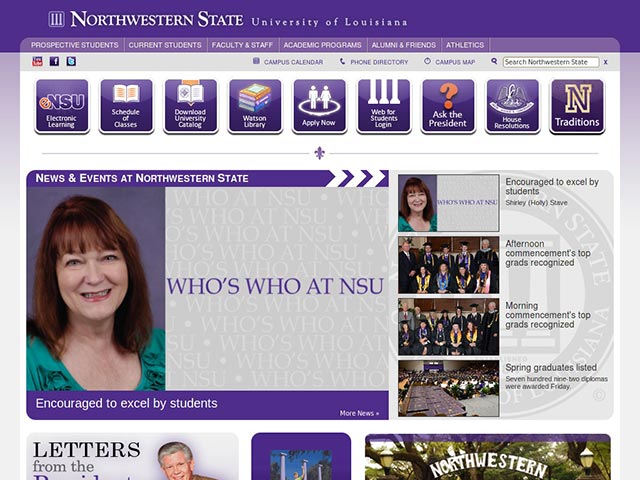 NORTHWESTERN STATE University of Louisiana
PROSPECTIVE STUDENTS CURRENT STUDENTS FACULTY & STAFF ACADEMIC PROGRAMS ALUMNI & FRIENDS ATHLETICS
CAMPUS CALENDAR PHONE DIRECTORY CAMPUS MAP Search Northwestern State X
NSU
Electronic
Learning
Schedule
of
Classes
Download
University
Catalog
Watson
Library
Apply Now
Web for
Students
Login
Ask the
President
House
Resolutions
N
Traditions
NEWS & EVENTS AT NORTHWESTERN STATE
WHO'S WHO AT NSU
Encouraged to excel by students
More News »
WHO'S WHO AT NSU
Encouraged to excel by
students
Shirley (Holly) Stave
Afternoon
commencement's top
grads recognized
Morning
commencement's top
grads recognized
Spring graduates listed
Seven hundred nine-two diplomas
were awarded Friday.
LETTERS
from the
President
NORTHWESTERN